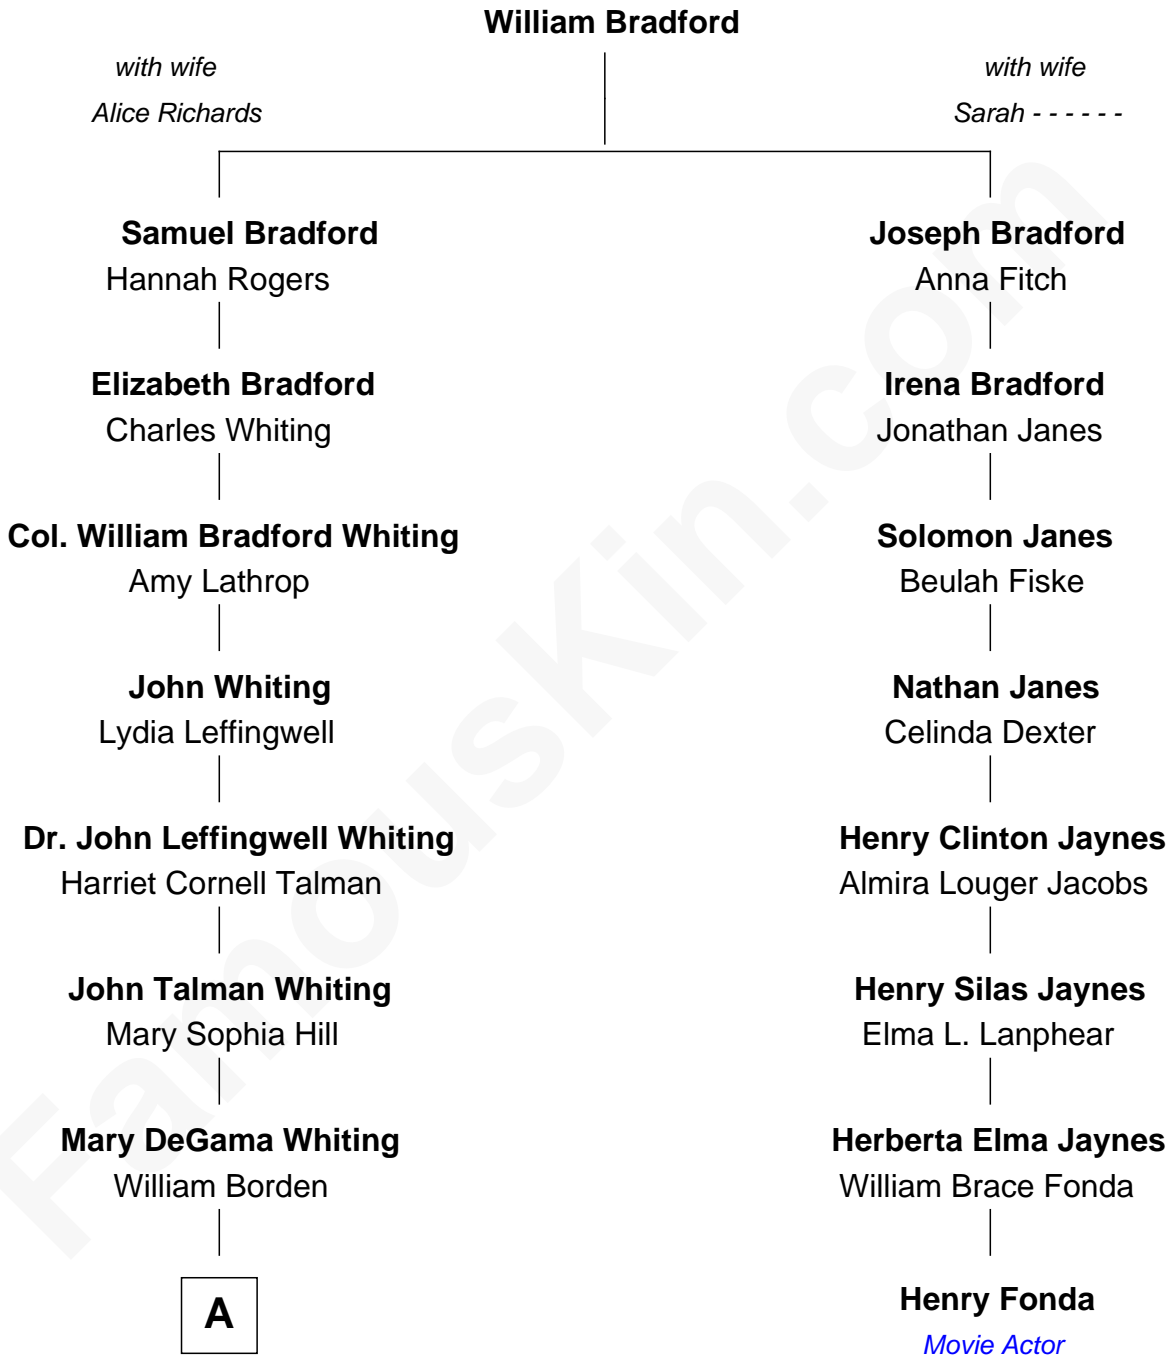 William Bradford
with wife
Alice Richards
with wife
Sarah - - - - - -
Samuel Bradford
Hannah Rogers
Joseph Bradford
Anna Fitch
Elizabeth Bradford
Charles Whiting
Irena Bradford
Jonathan Janes
Col. William Bradford Whiting
Amy Lathrop
Solomon Janes
Beulah Fiske
John Whiting
Lydia Leffingwell
Nathan Janes
Celinda Dexter
Dr. John Leffingwell Whiting
Harriet Cornell Talman
Henry Clinton Jaynes
Almira Louger Jacobs
John Talman Whiting
Mary Sophia Hill
Henry Silas Jaynes
Elma L. Lanphear
Mary DeGama Whiting
William Borden
Herberta Elma Jaynes
William Brace Fonda
A
Henry Fonda
Movie Actor
FamousKin.com